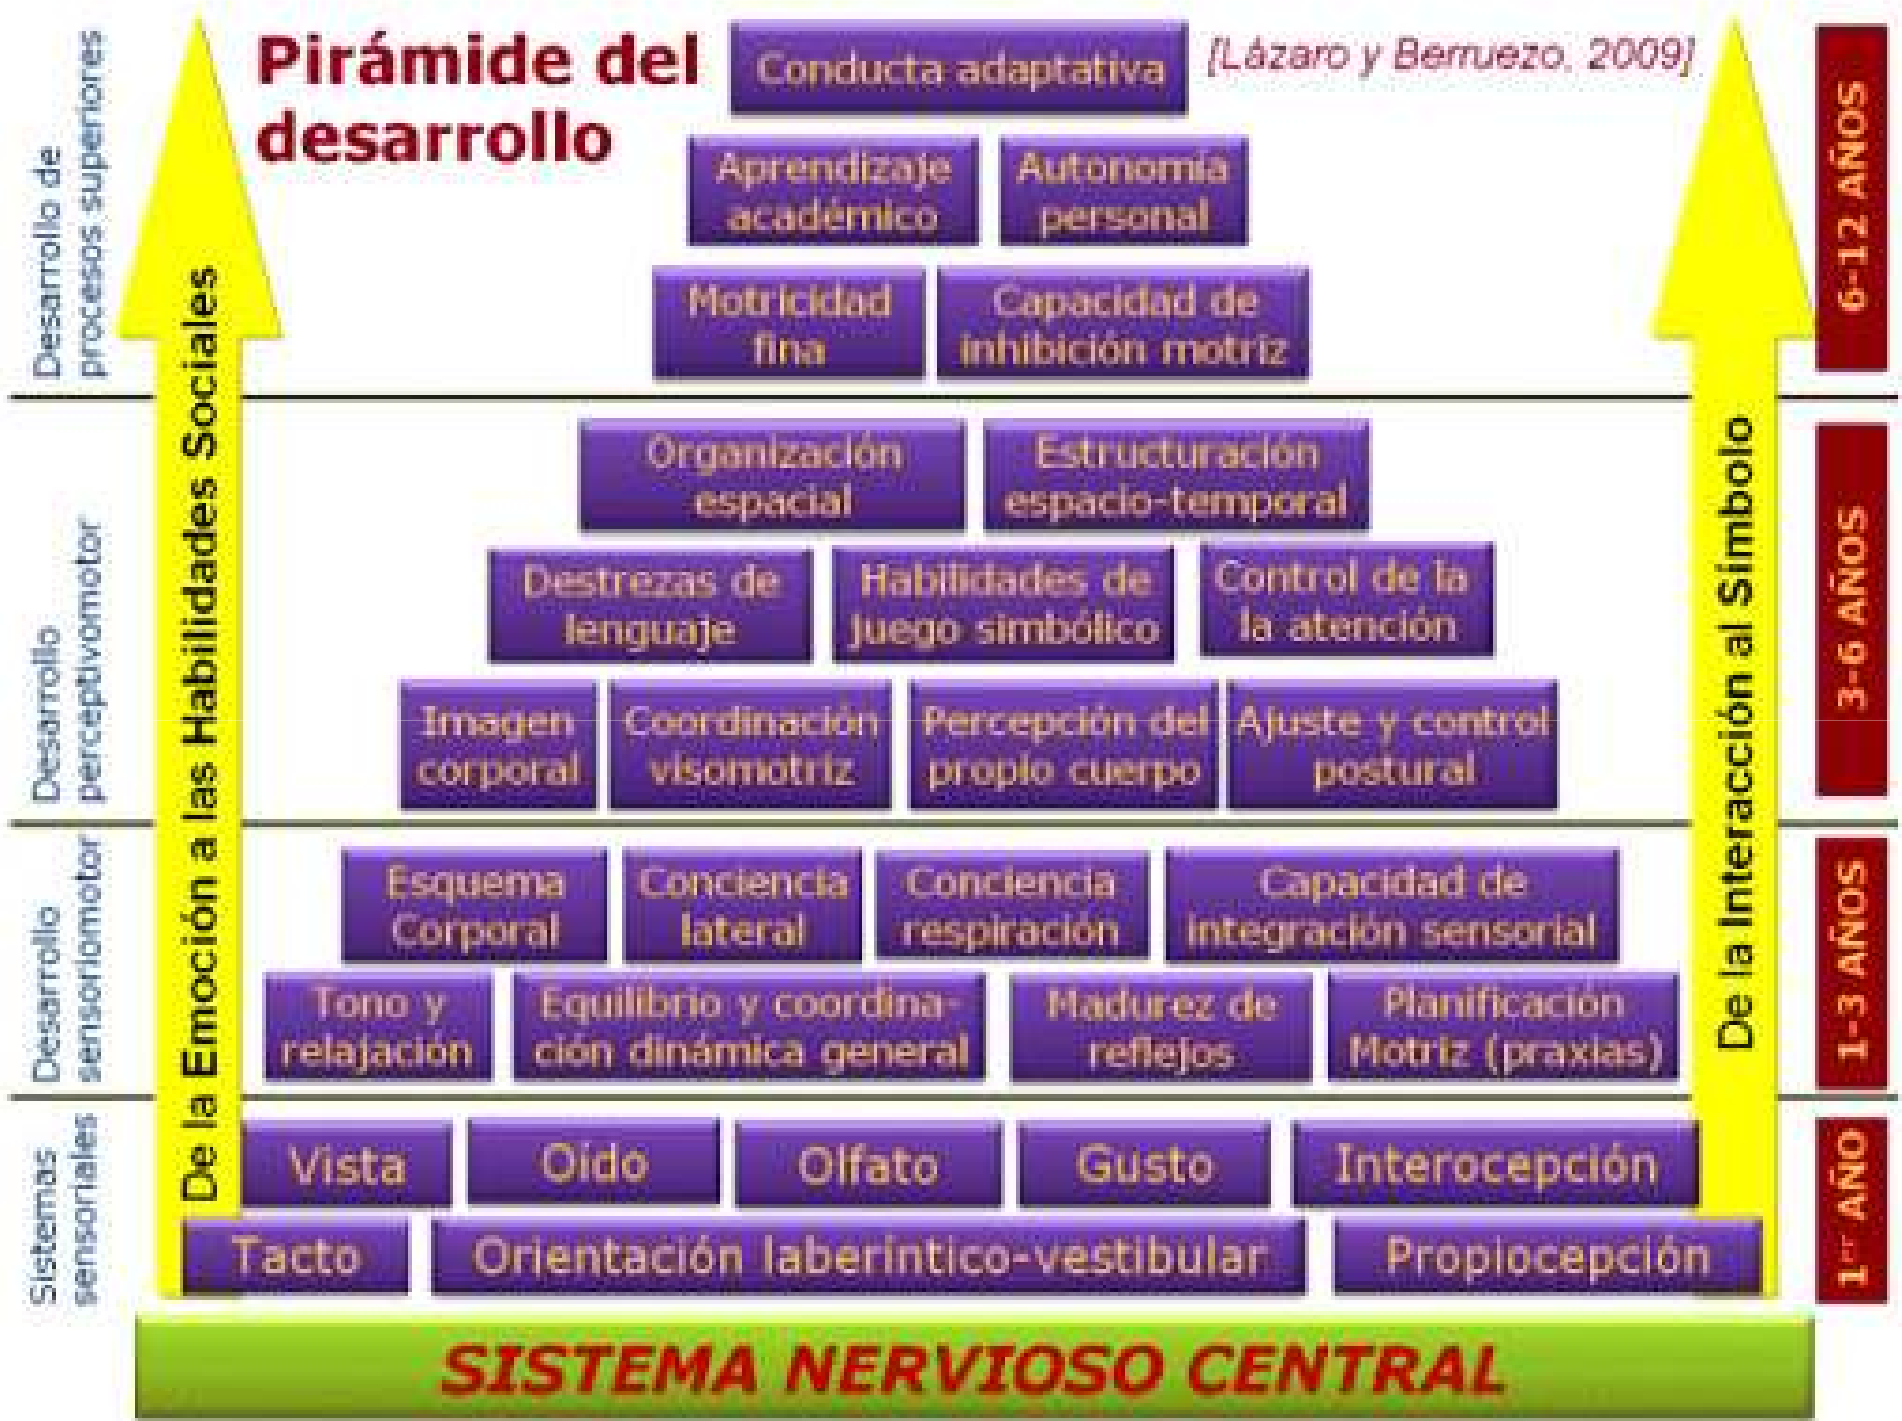 Pirámide del
desarrollo
[Lázaro y Berruezo, 2009]
Conducta adaptativa
Aprendizaje
académico
Autonomía
personal
Motricidad
fina
Capacidad de
inhibición motriz
Desarrollo de
procesos superiores
6-12 AÑOS
Organización
espacial
Estructuración
espacio-temporal
Destrezas de
lenguaje
Habilidades de
juego simbólico
Control de la
la atención
Imagen
corporal
Coordinación
visomotriz
Percepción del
propio cuerpo
Ajuste y control
postural
Desarrollo
perceptivomotor
3-6 AÑOS
Esquema
Corporal
Conciencia
lateral
Conciencia
respiración
Capacidad de
integración sensorial
Tono y
relajación
Equilibrio y coordina-
ción dinámica general
Madurez de
reflejos
Planificación
Motriz (praxias)
Desarrollo
sensoriomotor
1-3 AÑOS
Vista
Oido
Olfato
Gusto
Interocepción
Tacto
Orientación laberíntico-vestibular
Propiocepción
Sistemas
sensoriales
1er AÑO
De la Emoción a las Habilidades Sociales
De la Interacción al Símbolo
SISTEMA NERVIOSO CENTRAL